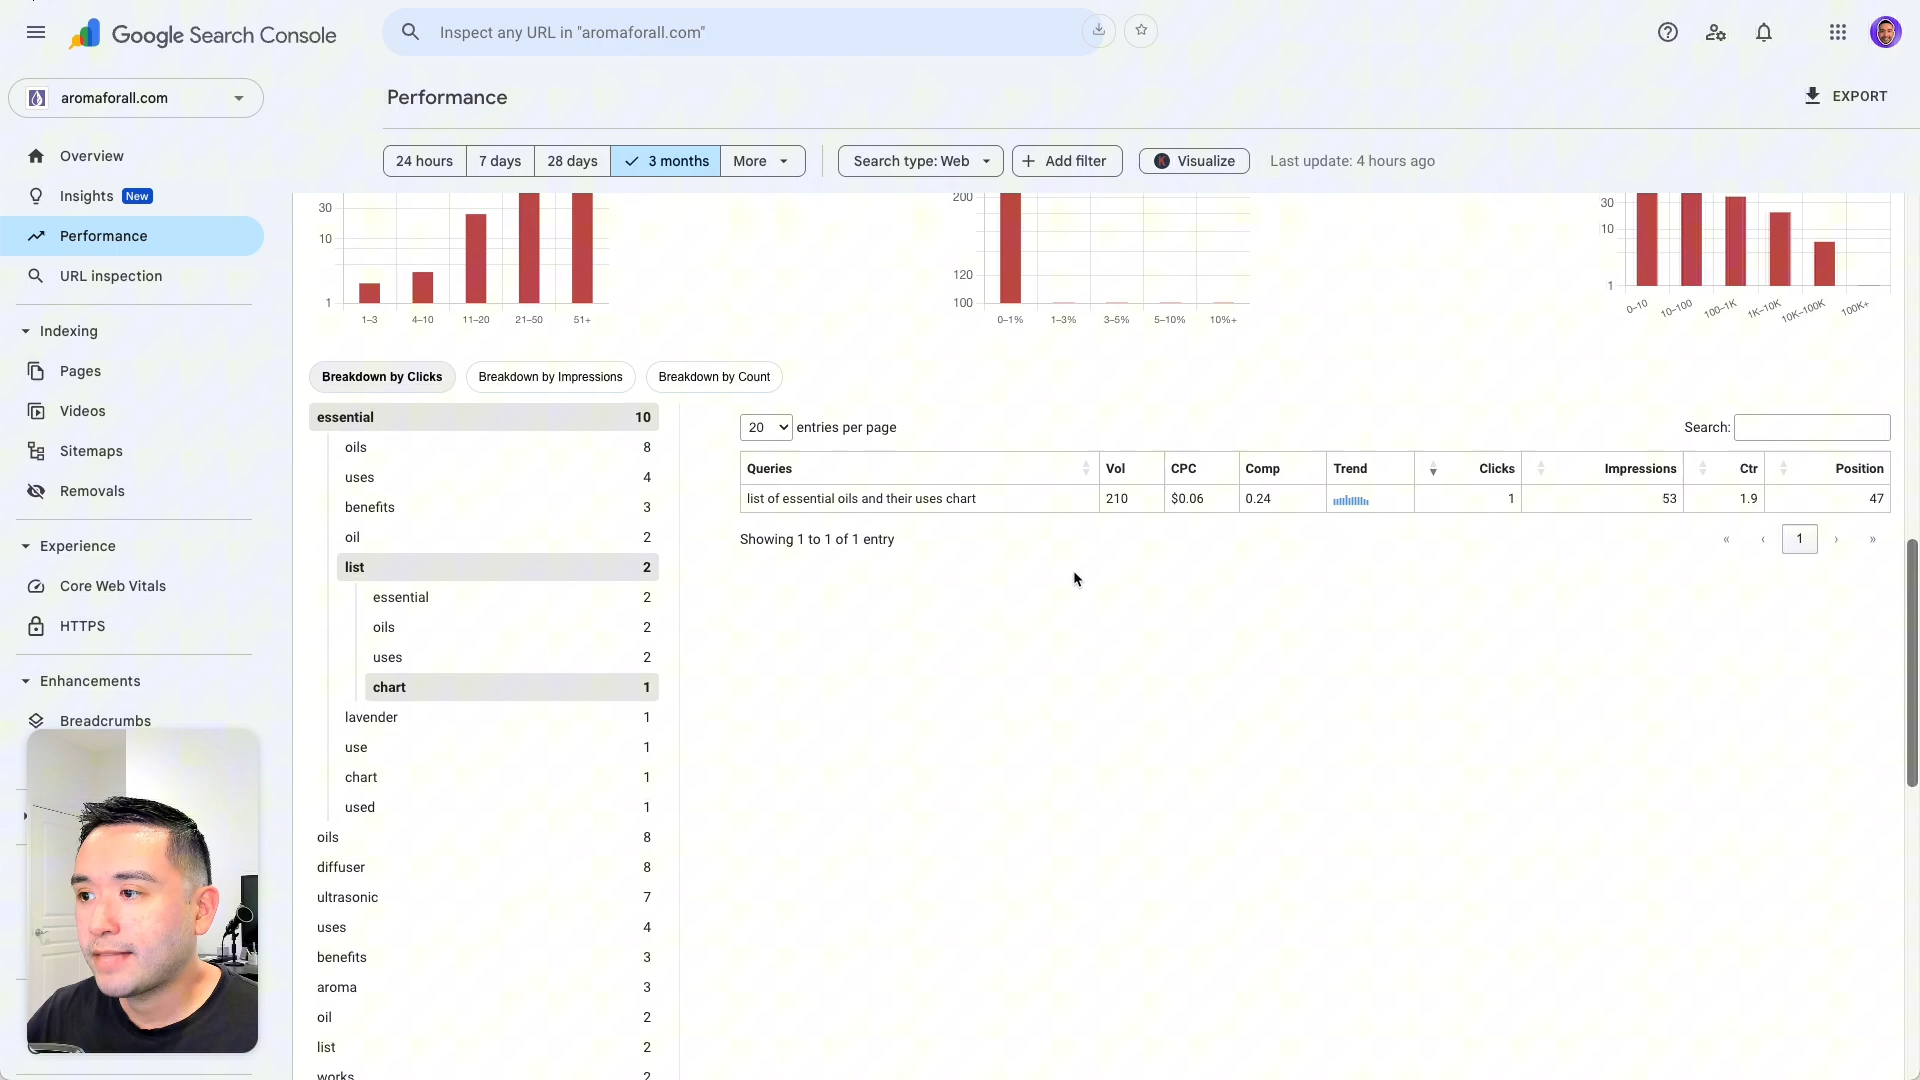 Google Search Console
Inspect any URL in "aromaforall.com"
aromaforall.com
Performance
EXPORT
Overview
Insights New
Performance
URL inspection
Indexing
Pages
Videos
Sitemaps
Removals
Experience
Core Web Vitals
HTTPS
Enhancements
Breadcrumbs
24 hours 7 days 28 days 3 months More
Search type: Web Add filter K Visualize Last update: 4 hours ago
30
10
1
1–3 4–10 11–20 21–50 51+
200
120
100
0–1% 1–3% 3–5% 5–10% 10%+
30
10
1
0–10 10–100 100–1K 1K–10K 10K–100K 100K+
Breakdown by Clicks Breakdown by Impressions Breakdown by Count
essential 10
oils 8
uses 4
benefits 3
oil 2
list 2
essential 2
oils 2
uses 2
chart 1
lavender 1
use 1
chart 1
used 1
oils 8
diffuser 8
ultrasonic 7
uses 4
benefits 3
aroma 3
oil 2
list 2
works 2
20 entries per page Search:
Queries Vol CPC Comp Trend Clicks Impressions Ctr Position
list of essential oils and their uses chart 210 $0.06 0.24 1 53 1.9 47
Showing 1 to 1 of 1 entry « ‹ 1 › »